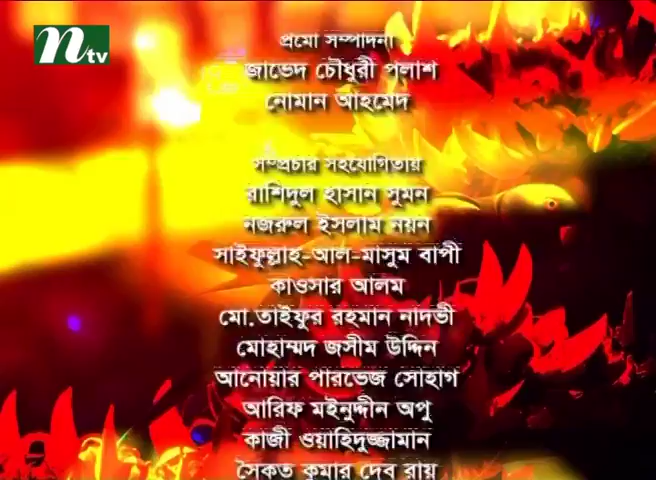 ntv
প্রমো সম্পাদনা
জাভেদ চৌধুরী পলাশ
নোমান আহমেদ
সম্প্রচার সহযোগিতায়
রাশিদুল হাসান সুমন
নজরুল ইসলাম নয়ন
সাইফুল্লাহ-আল-মাসুম বাপী
কাওসার আলম
মো.তাইফুর রহমান নাদভী
মোহাম্মদ জসীম উদ্দিন
আনোয়ার পারভেজ সোহাগ
আরিফ মইনুদ্দীন অপু
কাজী ওয়াহিদুজ্জামান
সৈকত কুমার দেব রায়